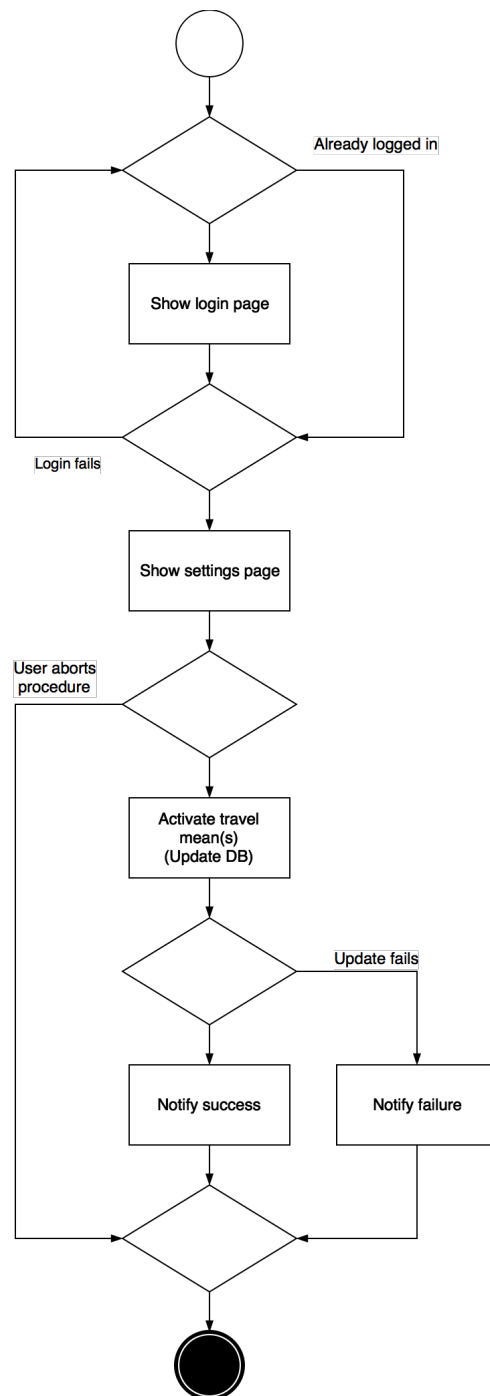 Already logged in
Show login page
Login fails
Show settings page
User aborts
procedure
Activate travel
mean(s)
(Update DB)
Update fails
Notify success
Notify failure